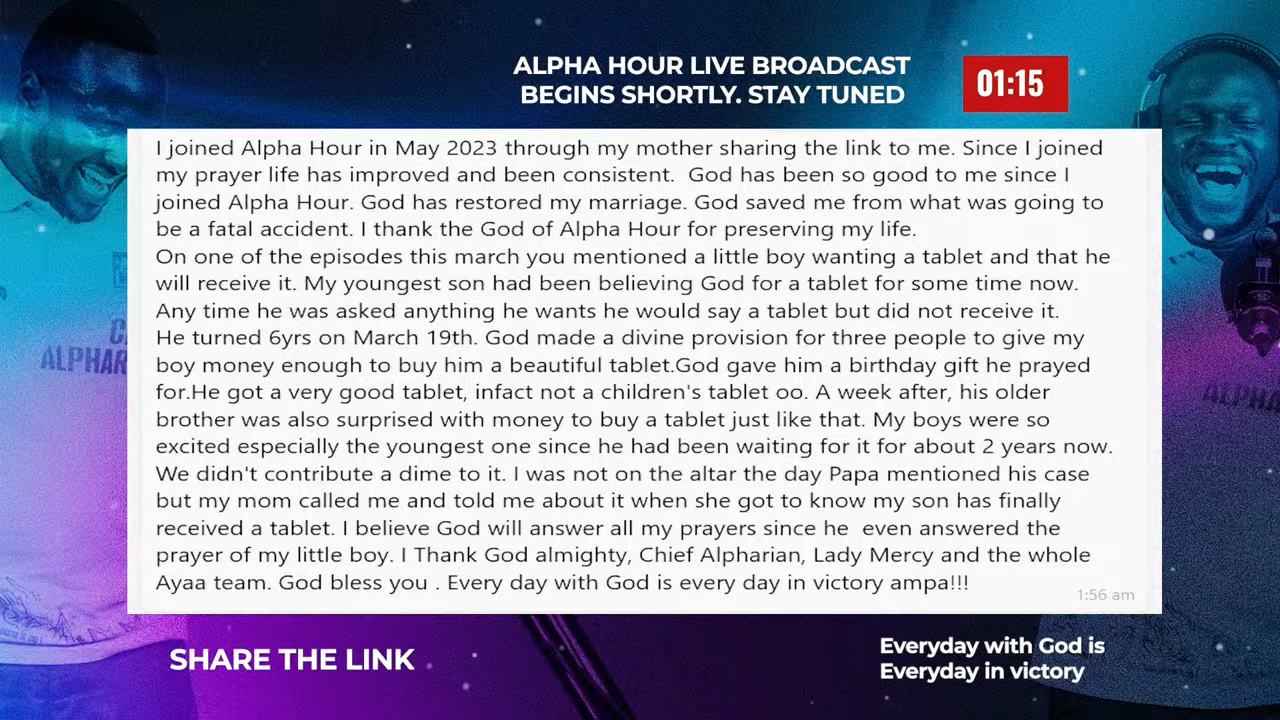 ALPHA HOUR LIVE BROADCAST
BEGINS SHORTLY. STAY TUNED
01:15
I joined Alpha Hour in May 2023 through my mother sharing the link to me. Since I joined
my prayer life has improved and been consistent.  God has been so good to me since I
joined Alpha Hour. God has restored my marriage. God saved me from what was going to
be a fatal accident. I thank the God of Alpha Hour for preserving my life.
On one of the episodes this march you mentioned a little boy wanting a tablet and that he
will receive it. My youngest son had been believing God for a tablet for some time now.
Any time he was asked anything he wants he would say a tablet but did not receive it.
He turned 6yrs on March 19th. God made a divine provision for three people to give my
boy money enough to buy him a beautiful tablet.God gave him a birthday gift he prayed
for.He got a very good tablet, infact not a children's tablet oo. A week after, his older
brother was also surprised with money to buy a tablet just like that. My boys were so
excited especially the youngest one since he had been waiting for it for about 2 years now.
We didn't contribute a dime to it. I was not on the altar the day Papa mentioned his case
but my mom called me and told me about it when she got to know my son has finally
received a tablet. I believe God will answer all my prayers since he  even answered the
prayer of my little boy. I Thank God almighty, Chief Alpharian, Lady Mercy and the whole
Ayaa team. God bless you . Every day with God is every day in victory ampa!!!
1:56 am
SHARE THE LINK
Everyday with God is
Everyday in victory